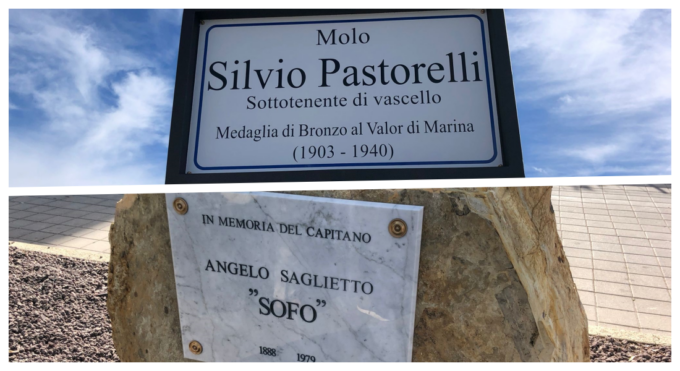 Molo
Silvio Pastorelli
Sottotenente di vascello
Medaglia di Bronzo al Valor di Marina
(1903 - 1940)
IN MEMORIA DEL CAPITANO
ANGELO SAGLIETTO
"SOFO"
1888 1979